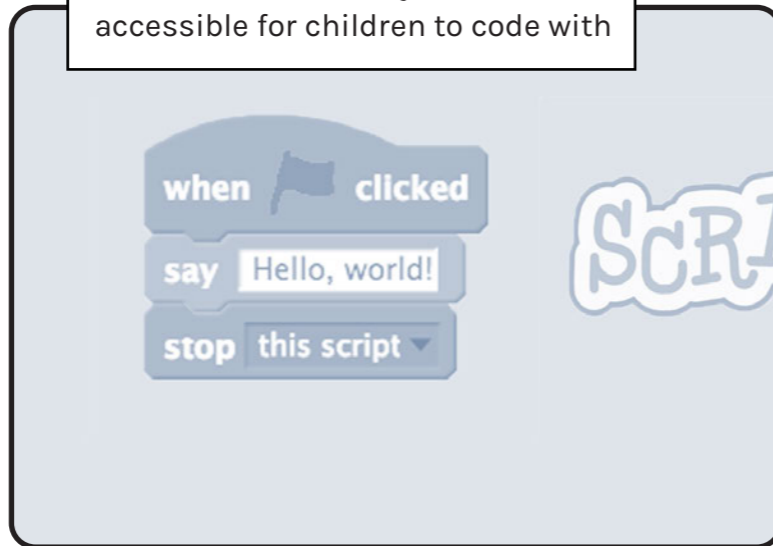 accessible for children to code with
when clicked
say Hello, world!
stop this script